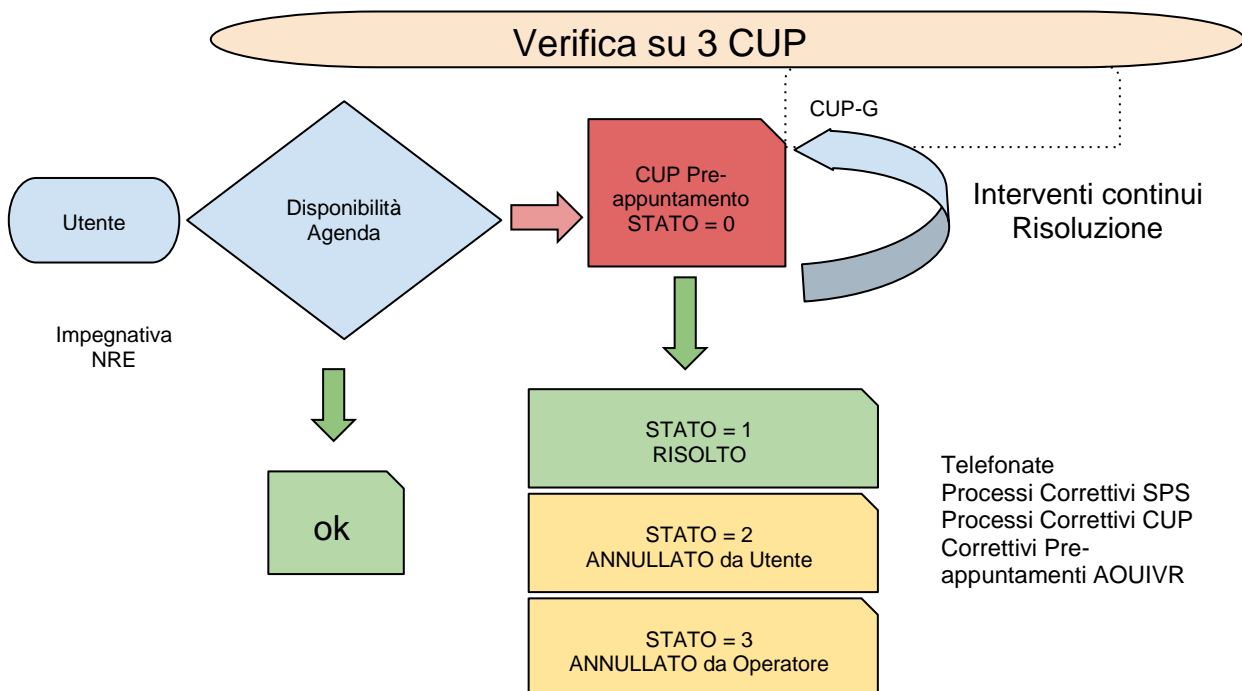 Verifica su 3 CUP
CUP-G
Utente
Disponibilità
Agenda
CUP Pre-
appuntamento
STATO = 0
Interventi continui
Risoluzione
Impegnativa
NRE
ok
STATO = 1
RISOLTO
STATO = 2
ANNULLATO da Utente
STATO = 3
ANNULLATO da Operatore
Telefonate
Processi Correttivi SPS
Processi Correttivi CUP
Correttivi Pre-
appuntamenti AOUIVR